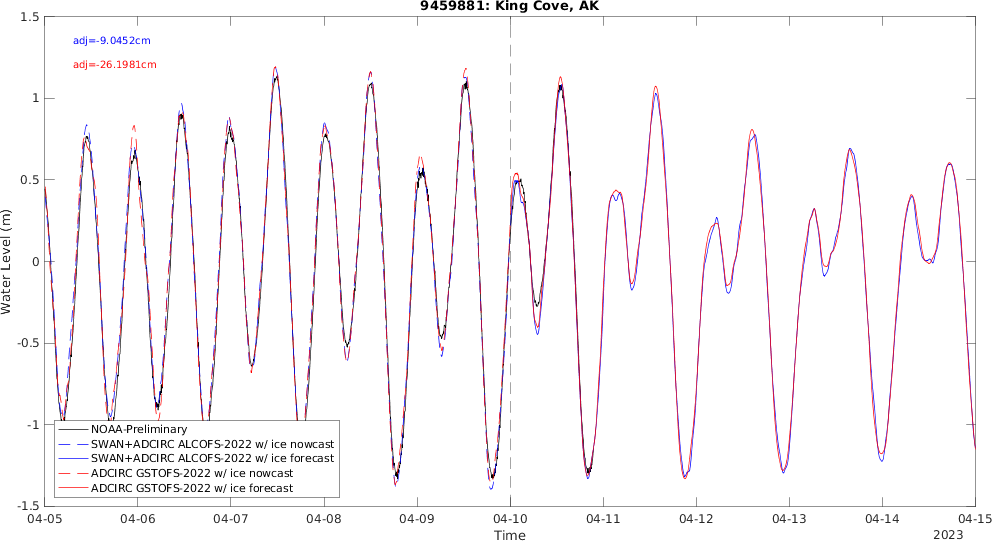 9459881: King Cove, AK
adj=-9.0452cm
adj=-26.1981cm
Water Level (m)
1.5
1
0.5
0
-0.5
-1
-1.5
NOAA-Preliminary
SWAN+ADCIRC ALCOFS-2022 w/ ice nowcast
SWAN+ADCIRC ALCOFS-2022 w/ ice forecast
ADCIRC GSTOFS-2022 w/ ice nowcast
ADCIRC GSTOFS-2022 w/ ice forecast
04-05 04-06 04-07 04-08 04-09 04-10 04-11 04-12 04-13 04-14 04-15
Time
2023